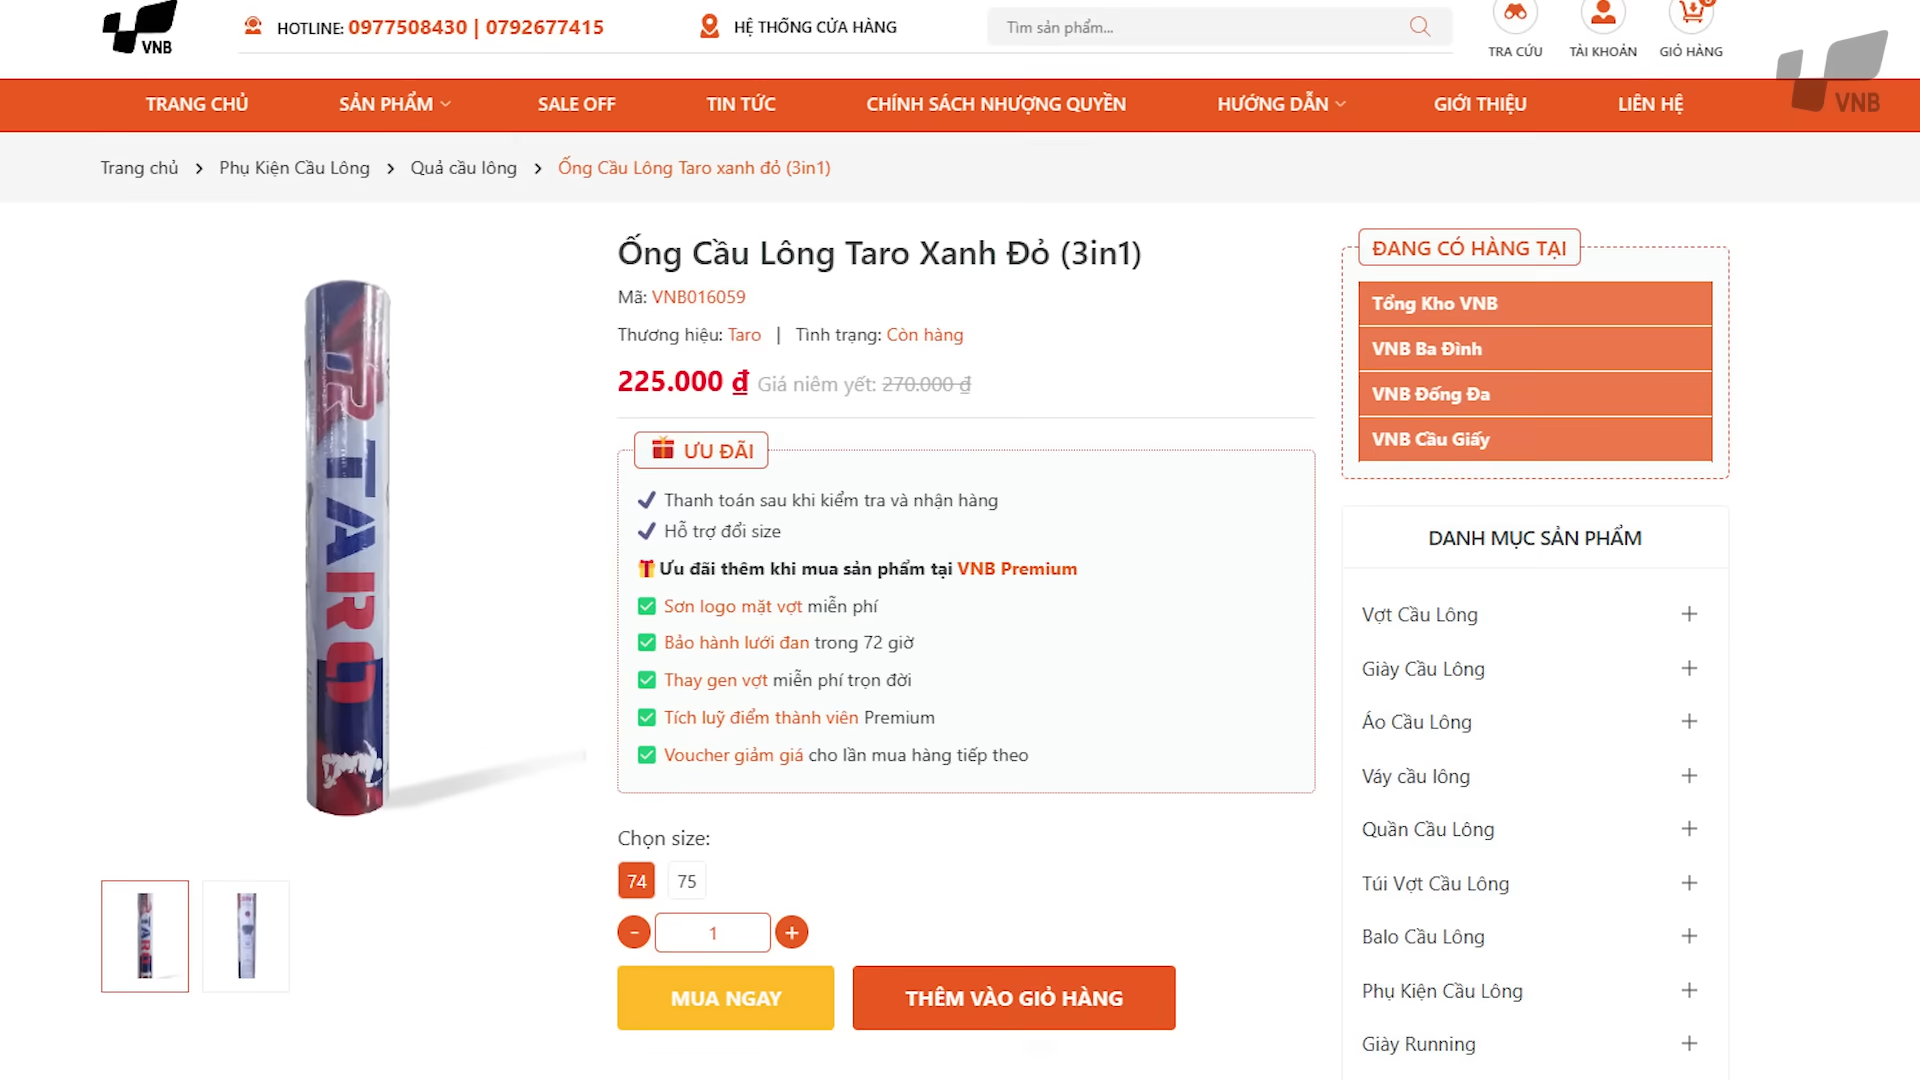 VNB
HOTLINE: 0977508430 | 0792677415
HỆ THỐNG CỬA HÀNG
Tìm sản phẩm...
TRA CỨU
TÀI KHOẢN
GIỎ HÀNG
VNB
TRANG CHỦ
SẢN PHẨM
SALE OFF
TIN TỨC
CHÍNH SÁCH NHƯỢNG QUYỀN
HƯỚNG DẪN
GIỚI THIỆU
LIÊN HỆ
Trang chủ > Phụ Kiện Cầu Lông > Quả cầu lông > Ống Cầu Lông Taro xanh đỏ (3in1)
TARO
Ống Cầu Lông Taro Xanh Đỏ (3in1)
Mã: VNB016059
Thương hiệu: Taro | Tình trạng: Còn hàng
225.000 ₫ Giá niêm yết: 270.000 ₫
ƯU ĐÃI
Thanh toán sau khi kiểm tra và nhận hàng
Hỗ trợ đổi size
Ưu đãi thêm khi mua sản phẩm tại VNB Premium
Sơn logo mặt vợt miễn phí
Bảo hành lưới đan trong 72 giờ
Thay gen vợt miễn phí trọn đời
Tích luỹ điểm thành viên Premium
Voucher giảm giá cho lần mua hàng tiếp theo
Chọn size:
74
75
- 1 +
MUA NGAY
THÊM VÀO GIỎ HÀNG
ĐANG CÓ HÀNG TẠI
Tổng Kho VNB
VNB Ba Đình
VNB Đống Đa
VNB Cầu Giấy
DANH MỤC SẢN PHẨM
Vợt Cầu Lông
Giày Cầu Lông
Áo Cầu Lông
Váy cầu lông
Quần Cầu Lông
Túi Vợt Cầu Lông
Balo Cầu Lông
Phụ Kiện Cầu Lông
Giày Running